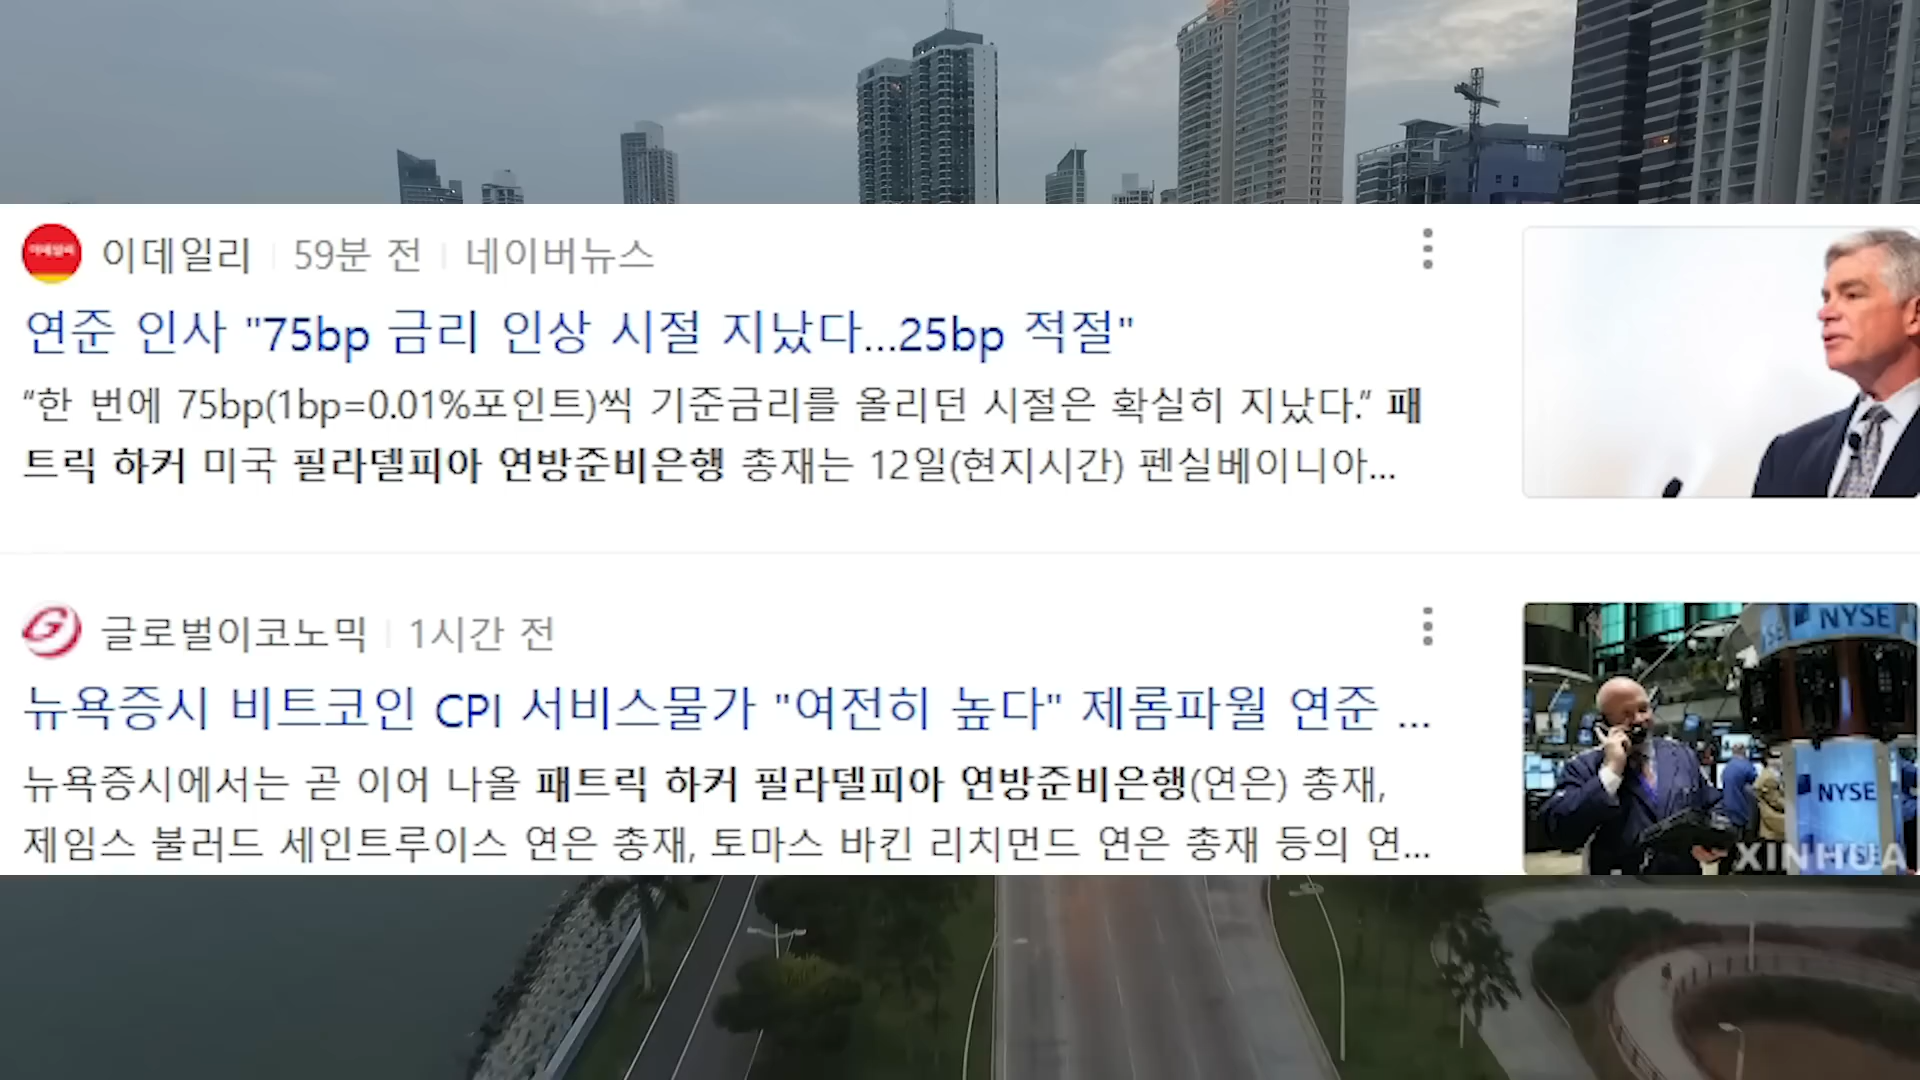 이데일리 59분 전 네이버뉴스
연준 인사 "75bp 금리 인상 시절 지났다...25bp 적절"
“한 번에 75bp(1bp=0.01%포인트)씩 기준금리를 올리던 시절은 확실히 지났다.” 패
트릭 하커 미국 필라델피아 연방준비은행 총재는 12일(현지시간) 펜실베이니아...
글로벌이코노믹 1시간 전
뉴욕증시 비트코인 CPI 서비스물가 "여전히 높다" 제롬파월 연준 ...
뉴욕증시에서는 곧 이어 나올 패트릭 하커 필라델피아 연방준비은행(연은) 총재,
제임스 불러드 세인트루이스 연은 총재, 토마스 바킨 리치먼드 연은 총재 등의 연...
NYSE
NYSE
XINHUA